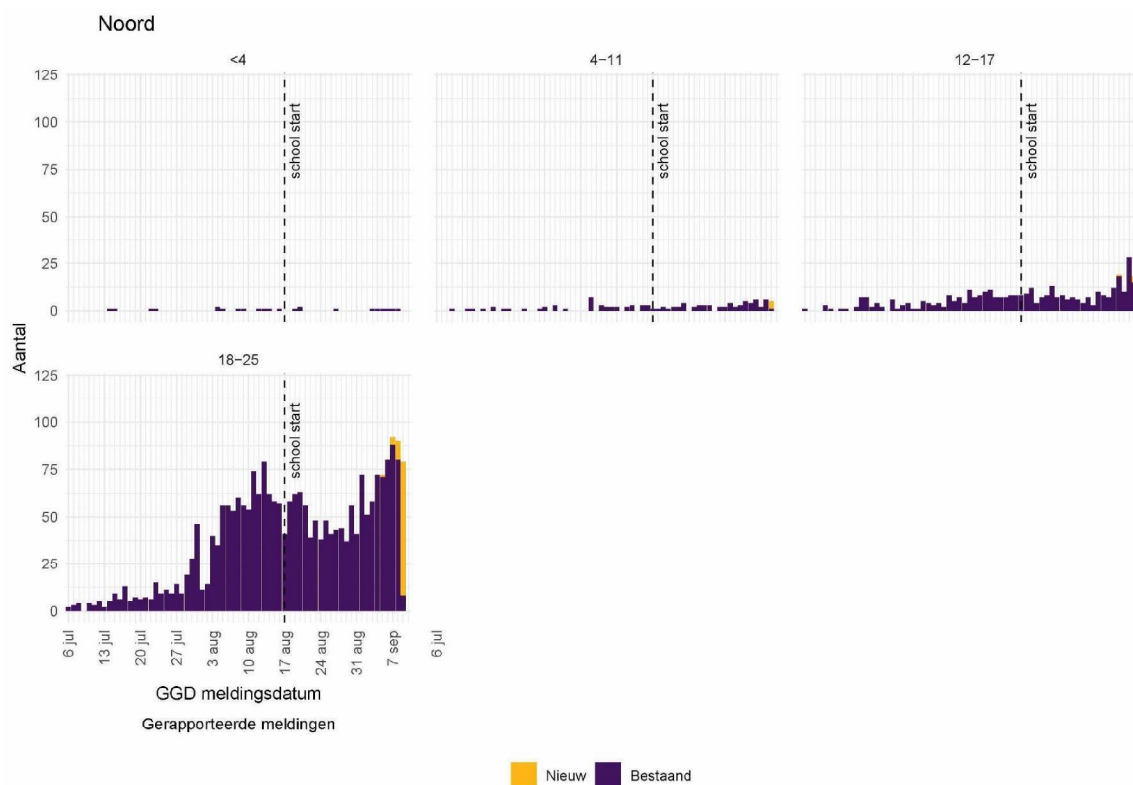 Noord
<4
4−11
12−17
125
100
75
50
25
0
school start
school start
school start
Aantal
18−25
125
100
75
50
25
0
school start
6 jul
13 jul
20 jul
27 jul
3 aug
10 aug
17 aug
24 aug
31 aug
7 sep
6 jul
GGD meldingsdatum
Gerapporteerde meldingen
Nieuw
Bestaand